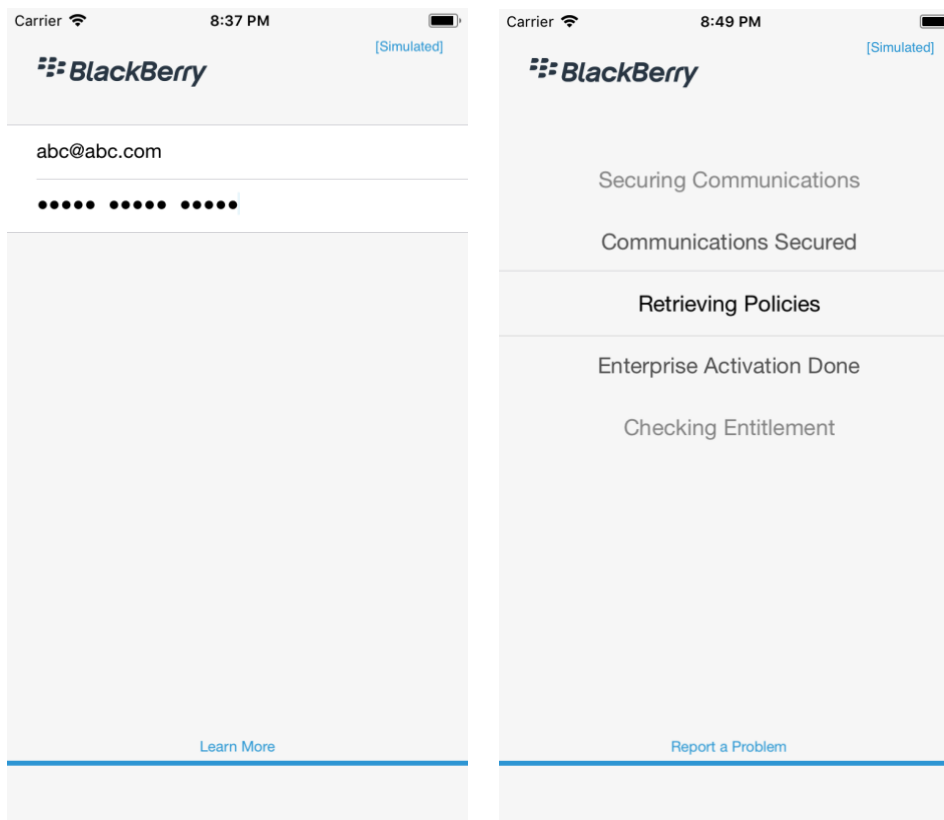 Carrier 8:37 PM
[Simulated]
BlackBerry
abc@abc.com
••••• ••••• •••••
Learn More
Carrier 8:49 PM
[Simulated]
BlackBerry
Securing Communications
Communications Secured
Retrieving Policies
Enterprise Activation Done
Checking Entitlement
Report a Problem